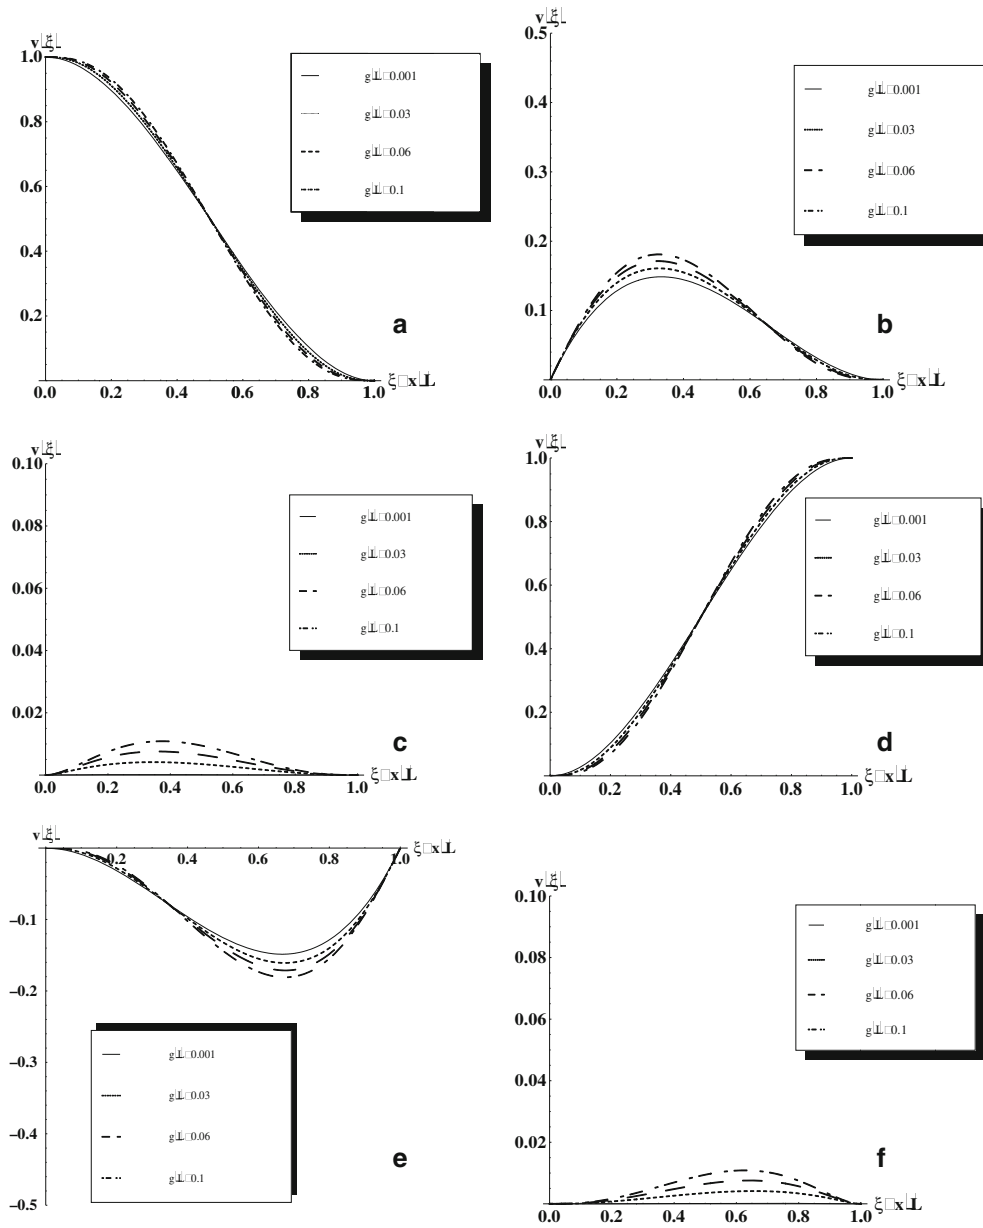 v|ξ|
1.0
0.8
0.6
0.4
0.2
0.0
0.2
0.4
0.6
0.8
1.0
ξ□x|L
g|L□0.001
g|L□0.03
g|L□0.06
g|L□0.1
a
v|ξ|
0.5
0.4
0.3
0.2
0.1
0.0
0.2
0.4
0.6
0.8
1.0
ξ□x|L
g|L□0.001
g|L□0.03
g|L□0.06
g|L□0.1
b
v|ξ|
0.10
0.08
0.06
0.04
0.02
0.0
0.2
0.4
0.6
0.8
1.0
ξ□x|L
g|L□0.001
g|L□0.03
g|L□0.06
g|L□0.1
c
v|ξ|
1.0
0.8
0.6
0.4
0.2
0.0
0.2
0.4
0.6
0.8
1.0
ξ□x|L
g|L□0.001
g|L□0.03
g|L□0.06
g|L□0.1
d
v|ξ|
0.2
0.4
0.6
0.8
1.0
ξ□x|L
−0.1
−0.2
−0.3
−0.4
−0.5
g|L□0.001
g|L□0.03
g|L□0.06
g|L□0.1
e
v|ξ|
0.10
0.08
0.06
0.04
0.02
0.0
0.2
0.4
0.6
0.8
1.0
ξ□x|L
g|L□0.001
g|L□0.03
g|L□0.06
g|L□0.1
f